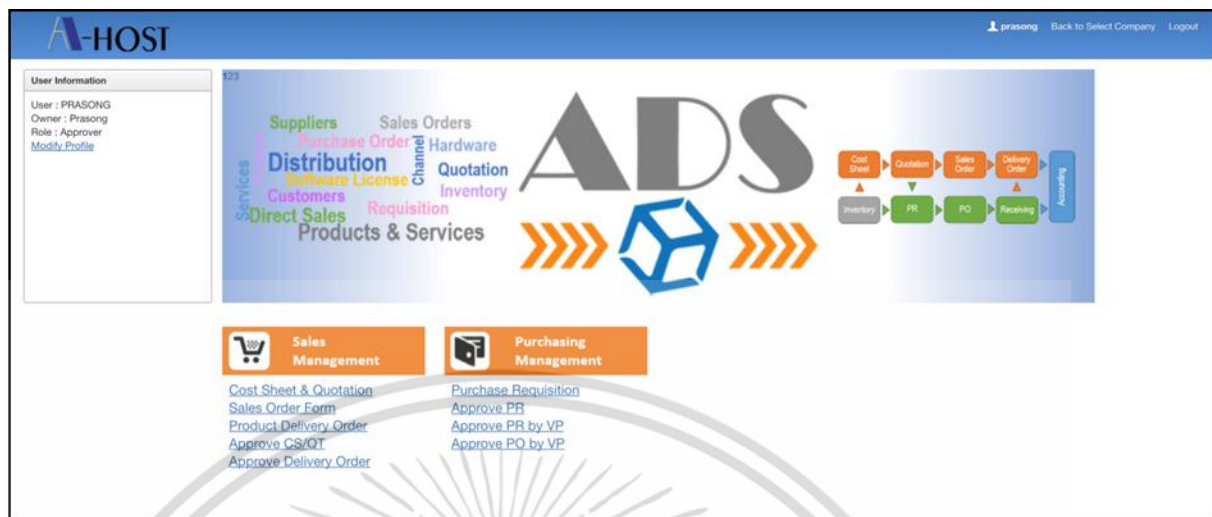 A-HOST
prasong Back to Select Company Logout
User Information
User : PRASONG
Owner : Prasong
Role : Approver
Modify Profile
123
Suppliers Sales Orders
Purchase Order Hardware
Channel
Distribution Quotation
Software License
Services
Customers Inventory
Direct Sales Requisition
Products & Services
ADS
Cost Sheet Quotation Sales Order Delivery Order
Accounting
Inventory PR PO Receiving
Sales Management
Purchasing Management
Cost Sheet & Quotation
Sales Order Form
Product Delivery Order
Approve CS/QT
Approve Delivery Order
Purchase Requisition
Approve PR
Approve PR by VP
Approve PO by VP